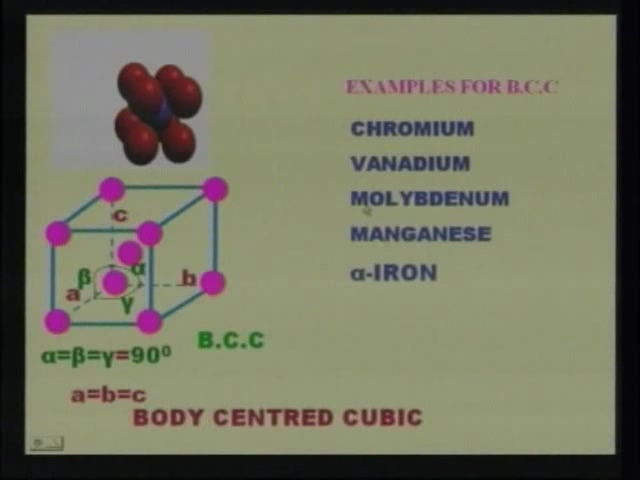 EXAMPLES FOR B.C.C
CHROMIUM
VANADIUM
MOLYBDENUM
MANGANESE
α-IRON
c
β
α
a
b
γ
B.C.C
α=β=γ=90⁰
a=b=c
BODY CENTRED CUBIC